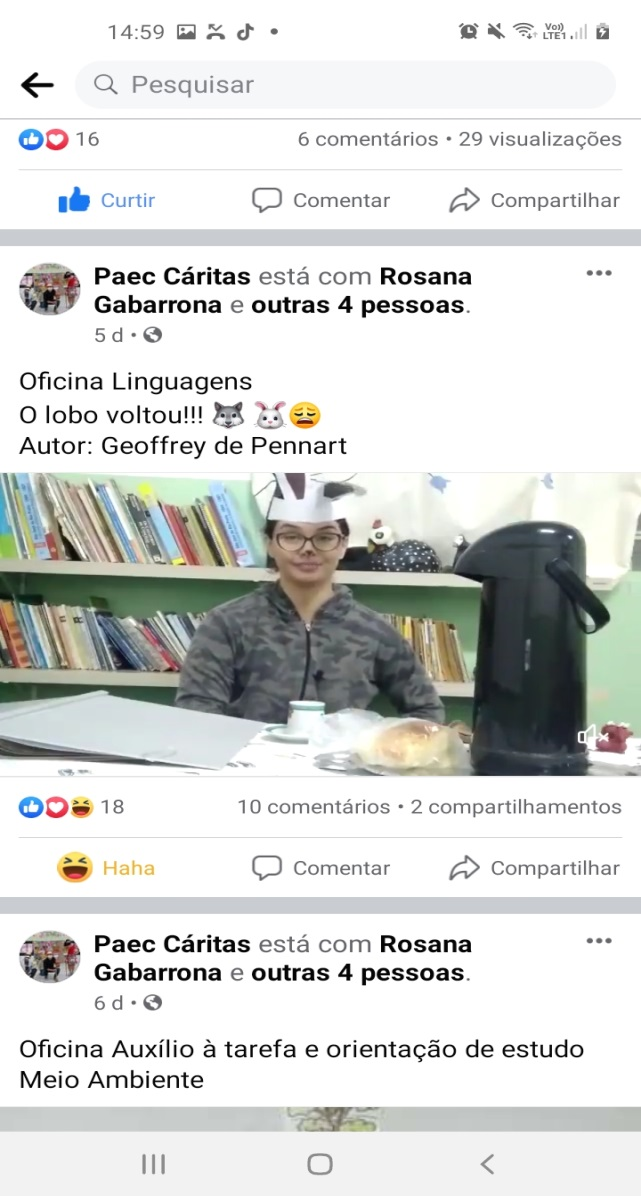 14:59
Vo))
LTE1
Pesquisar
16
6 comentários • 29 visualizações
Curtir
Comentar
Compartilhar
Paec Cáritas está com Rosana
Gabarrona e outras 4 pessoas.
5 d •
Oficina Linguagens
O lobo voltou!!! 🐺 🐰😩
Autor: Geoffrey de Pennart
18
10 comentários • 2 compartilhamentos
Haha
Comentar
Compartilhar
Paec Cáritas está com Rosana
Gabarrona e outras 4 pessoas.
6 d •
Oficina Auxílio à tarefa e orientação de estudo
Meio Ambiente